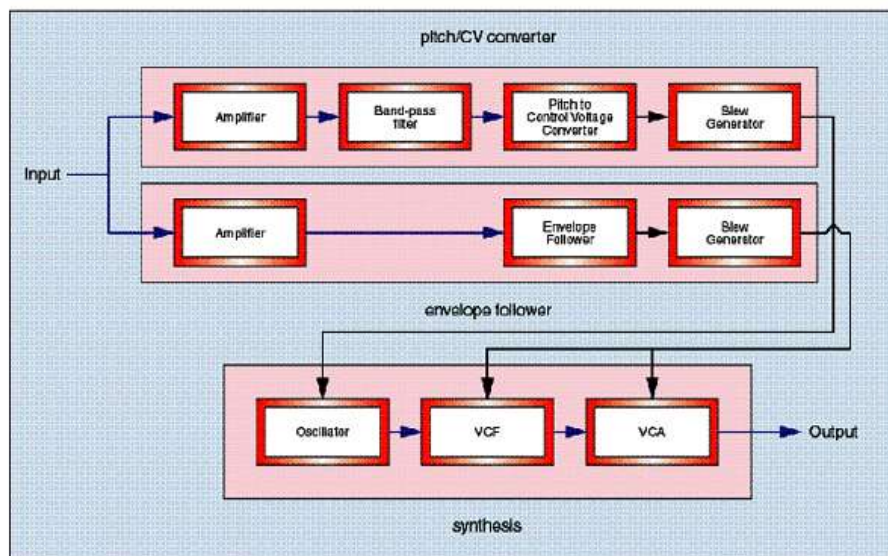 pitch/CV converter
Amplifier
Band-pass
filter
Pitch to
Control Voltage
Converter
Slew
Generator
Input
Amplifier
Envelope
Follower
Slew
Generator
envelope follower
Oscillator
VCF
VCA
Output
synthesis